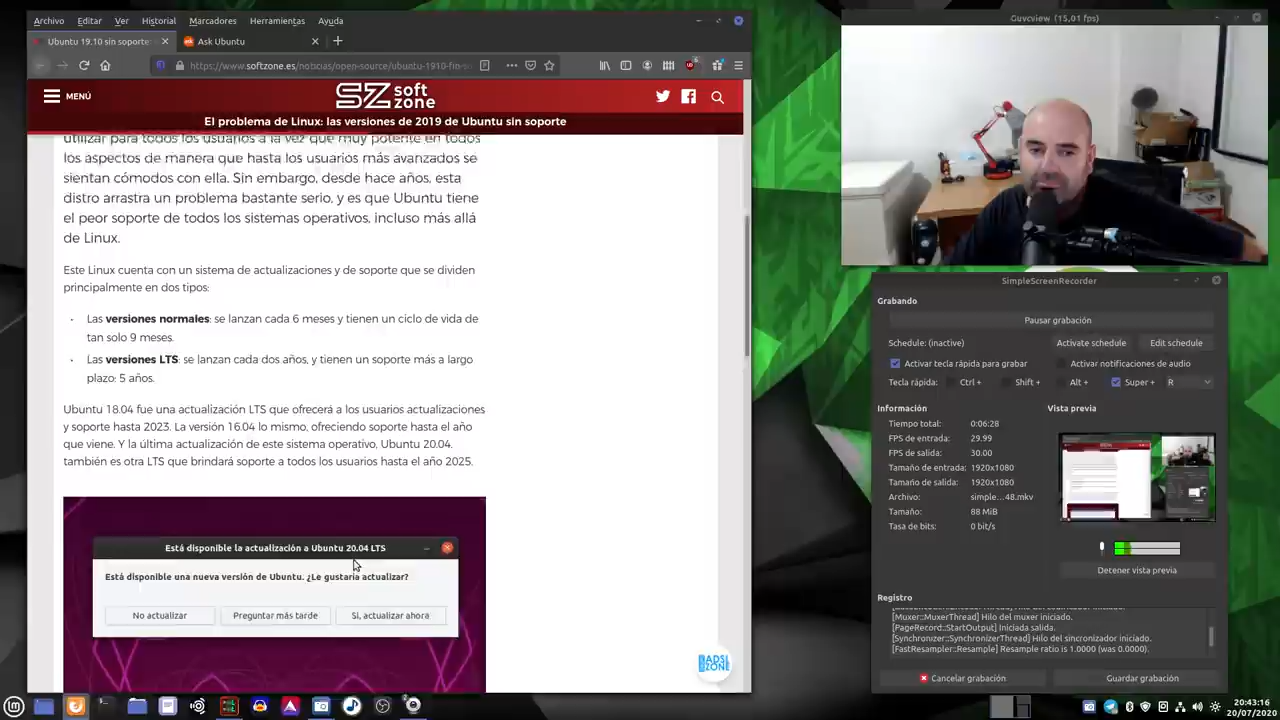 Archivo Editar Ver Historial Marcadores Herramientas Ayuda
Ubuntu 19.10 sin soporte:
Ask Ubuntu
https://www.softzone.es/noticias/open-source/ubuntu-1910-fin-so
MENÚ
SZ soft zone
El problema de Linux: las versiones de 2019 de Ubuntu sin soporte
utilizar para todos los usuarios a la vez que muy potente en todos
los aspectos de manera que hasta los usuarios más avanzados se
sientan cómodos con ella. Sin embargo, desde hace años, esta
distro arrastra un problema bastante serio, y es que Ubuntu tiene
el peor soporte de todos los sistemas operativos, incluso más allá
de Linux.
Este Linux cuenta con un sistema de actualizaciones y de soporte que se dividen
principalmente en dos tipos:
Las versiones normales: se lanzan cada 6 meses y tienen un ciclo de vida de
tan solo 9 meses.
Las versiones LTS: se lanzan cada dos años, y tienen un soporte más a largo
plazo: 5 años.
Ubuntu 18.04 fue una actualización LTS que ofrecerá a los usuarios actualizaciones
y soporte hasta 2023. La versión 16.04 lo mismo, ofreciendo soporte hasta el año
que viene. Y la última actualización de este sistema operativo, Ubuntu 20.04.
también es otra LTS que brindará soporte a todos los usuarios hasta el año 2025.
Está disponible la actualización a Ubuntu 20.04 LTS
Está disponible una nueva versión de Ubuntu. ¿Le gustaría actualizar?
No actualizar Preguntar más tarde Sí, actualizar ahora
ADSL ZONE
Guvcview (15,01 fps)
SimpleScreenRecorder
Grabando
Pausar grabación
Schedule: (inactive) Activate schedule Edit schedule
Activar tecla rápida para grabar Activar notificaciones de audio
Tecla rápida: Ctrl + Shift + Alt + Super + R
Información
Tiempo total: 0:06:28
FPS de entrada: 29.99
FPS de salida: 30.00
Tamaño de entrada: 1920x1080
Tamaño de salida: 1920x1080
Archivo: simple...48.mkv
Tamaño: 88 MiB
Tasa de bits: 0 bit/s
Vista previa
Detener vista previa
Registro
[Muxer::MuxerThread] Hilo del muxer iniciado.
[PageRecord::StartOutput] Iniciada salida.
[Synchronizer::SynchronizerThread] Hilo del sincronizador iniciado.
[FastResampler::Resample] Resample ratio is 1.0000 (was 0.0000).
Cancelar grabación Guardar grabación
20:43:16
20/07/2020